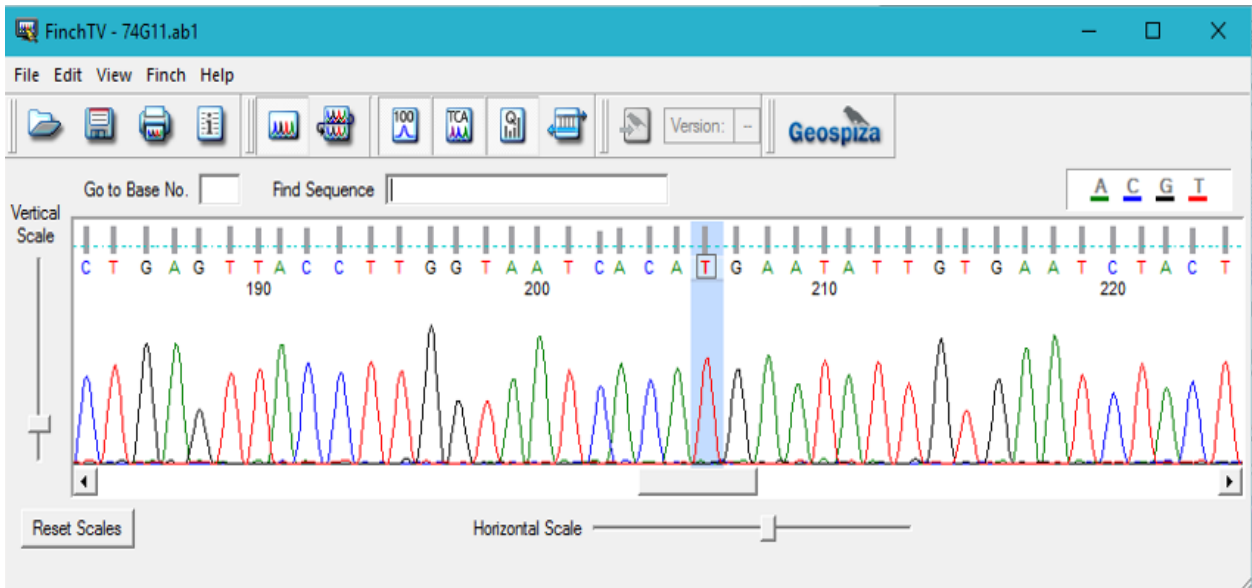 FinchTV - 74G11.ab1
File Edit View Finch Help
100 TCA Q i Version: -- Geospiza
Go to Base No. Find Sequence A C G T
Vertical
Scale
C T G A G T T A C C T T G G T A A T C A C A T G A A T A T T G T G A A T C T A C T
190 200 210 220
Reset Scales Horizontal Scale